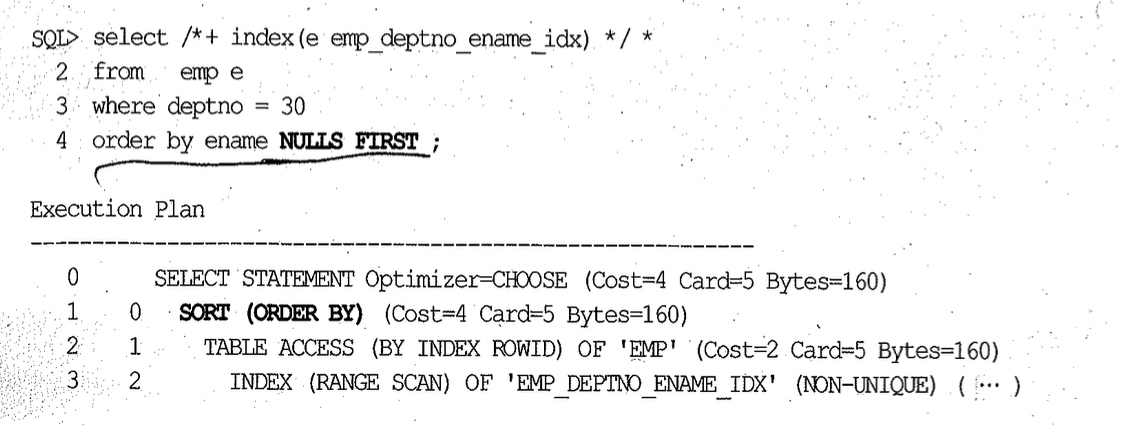 SQL> select /*+ index(e emp_deptno_ename_idx) */ *
2 from emp e
3 where deptno = 30
4 order by ename NULLS FIRST ;
Execution Plan
----------------------------------------------------------
0 SELECT STATEMENT Optimizer=CHOOSE (Cost=4 Card=5 Bytes=160)
1 0 SORT (ORDER BY) (Cost=4 Card=5 Bytes=160)
2 1 TABLE ACCESS (BY INDEX ROWID) OF 'EMP' (Cost=2 Card=5 Bytes=160)
3 2 INDEX (RANGE SCAN) OF 'EMP_DEPTNO_ENAME_IDX' (NON-UNIQUE) ( … )